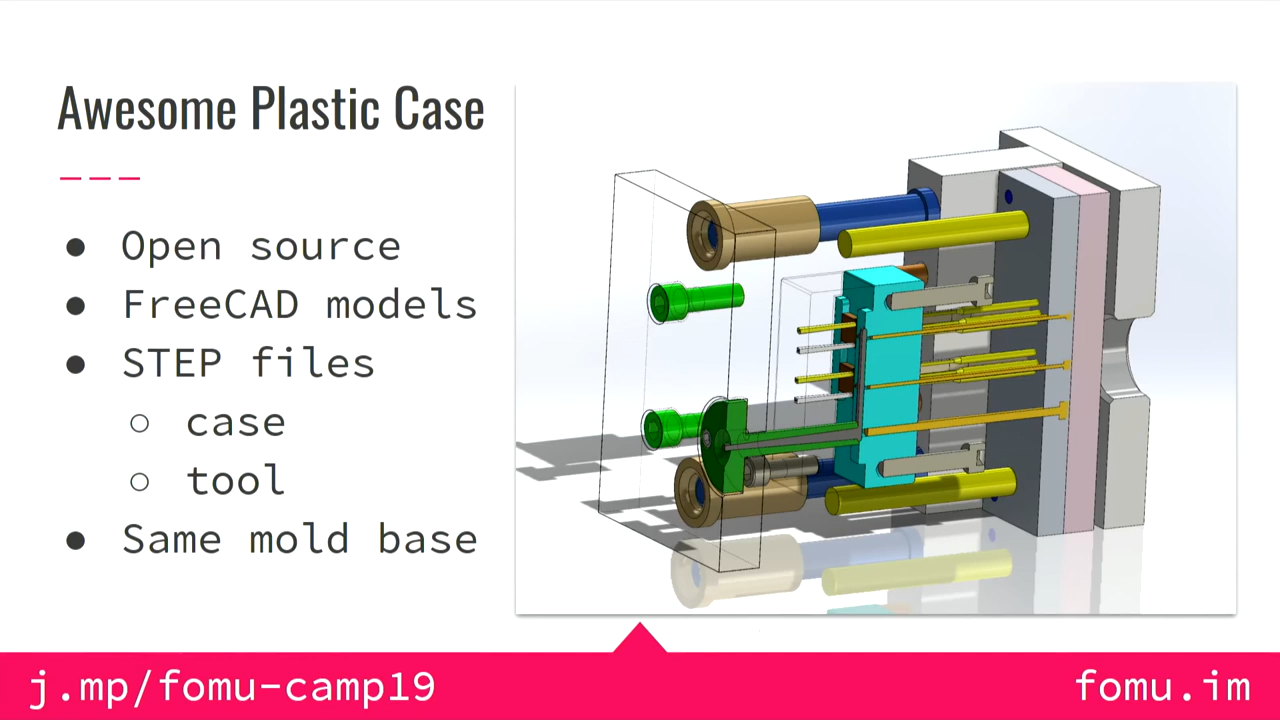 Awesome Plastic Case
● Open source
● FreeCAD models
● STEP files
○ case
○ tool
● Same mold base
j.mp/fomu-camp19
fomu.im